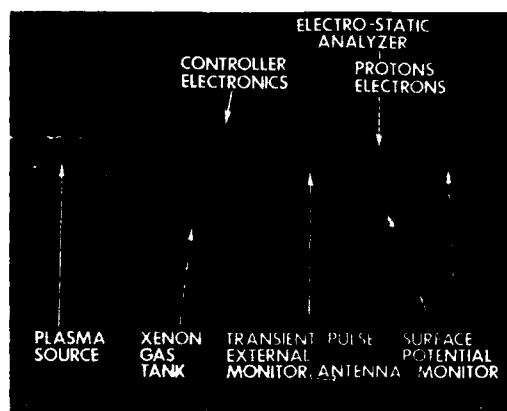 ELECTRO-STATIC
ANALYZER
CONTROLLER
ELECTRONICS
PROTONS
ELECTRONS
PLASMA
SOURCE
XENON
GAS
TANK
TRANSIENT PULSE
EXTERNAL
MONITOR, ANTENNA
SURFACE
POTENTIAL
MONITOR